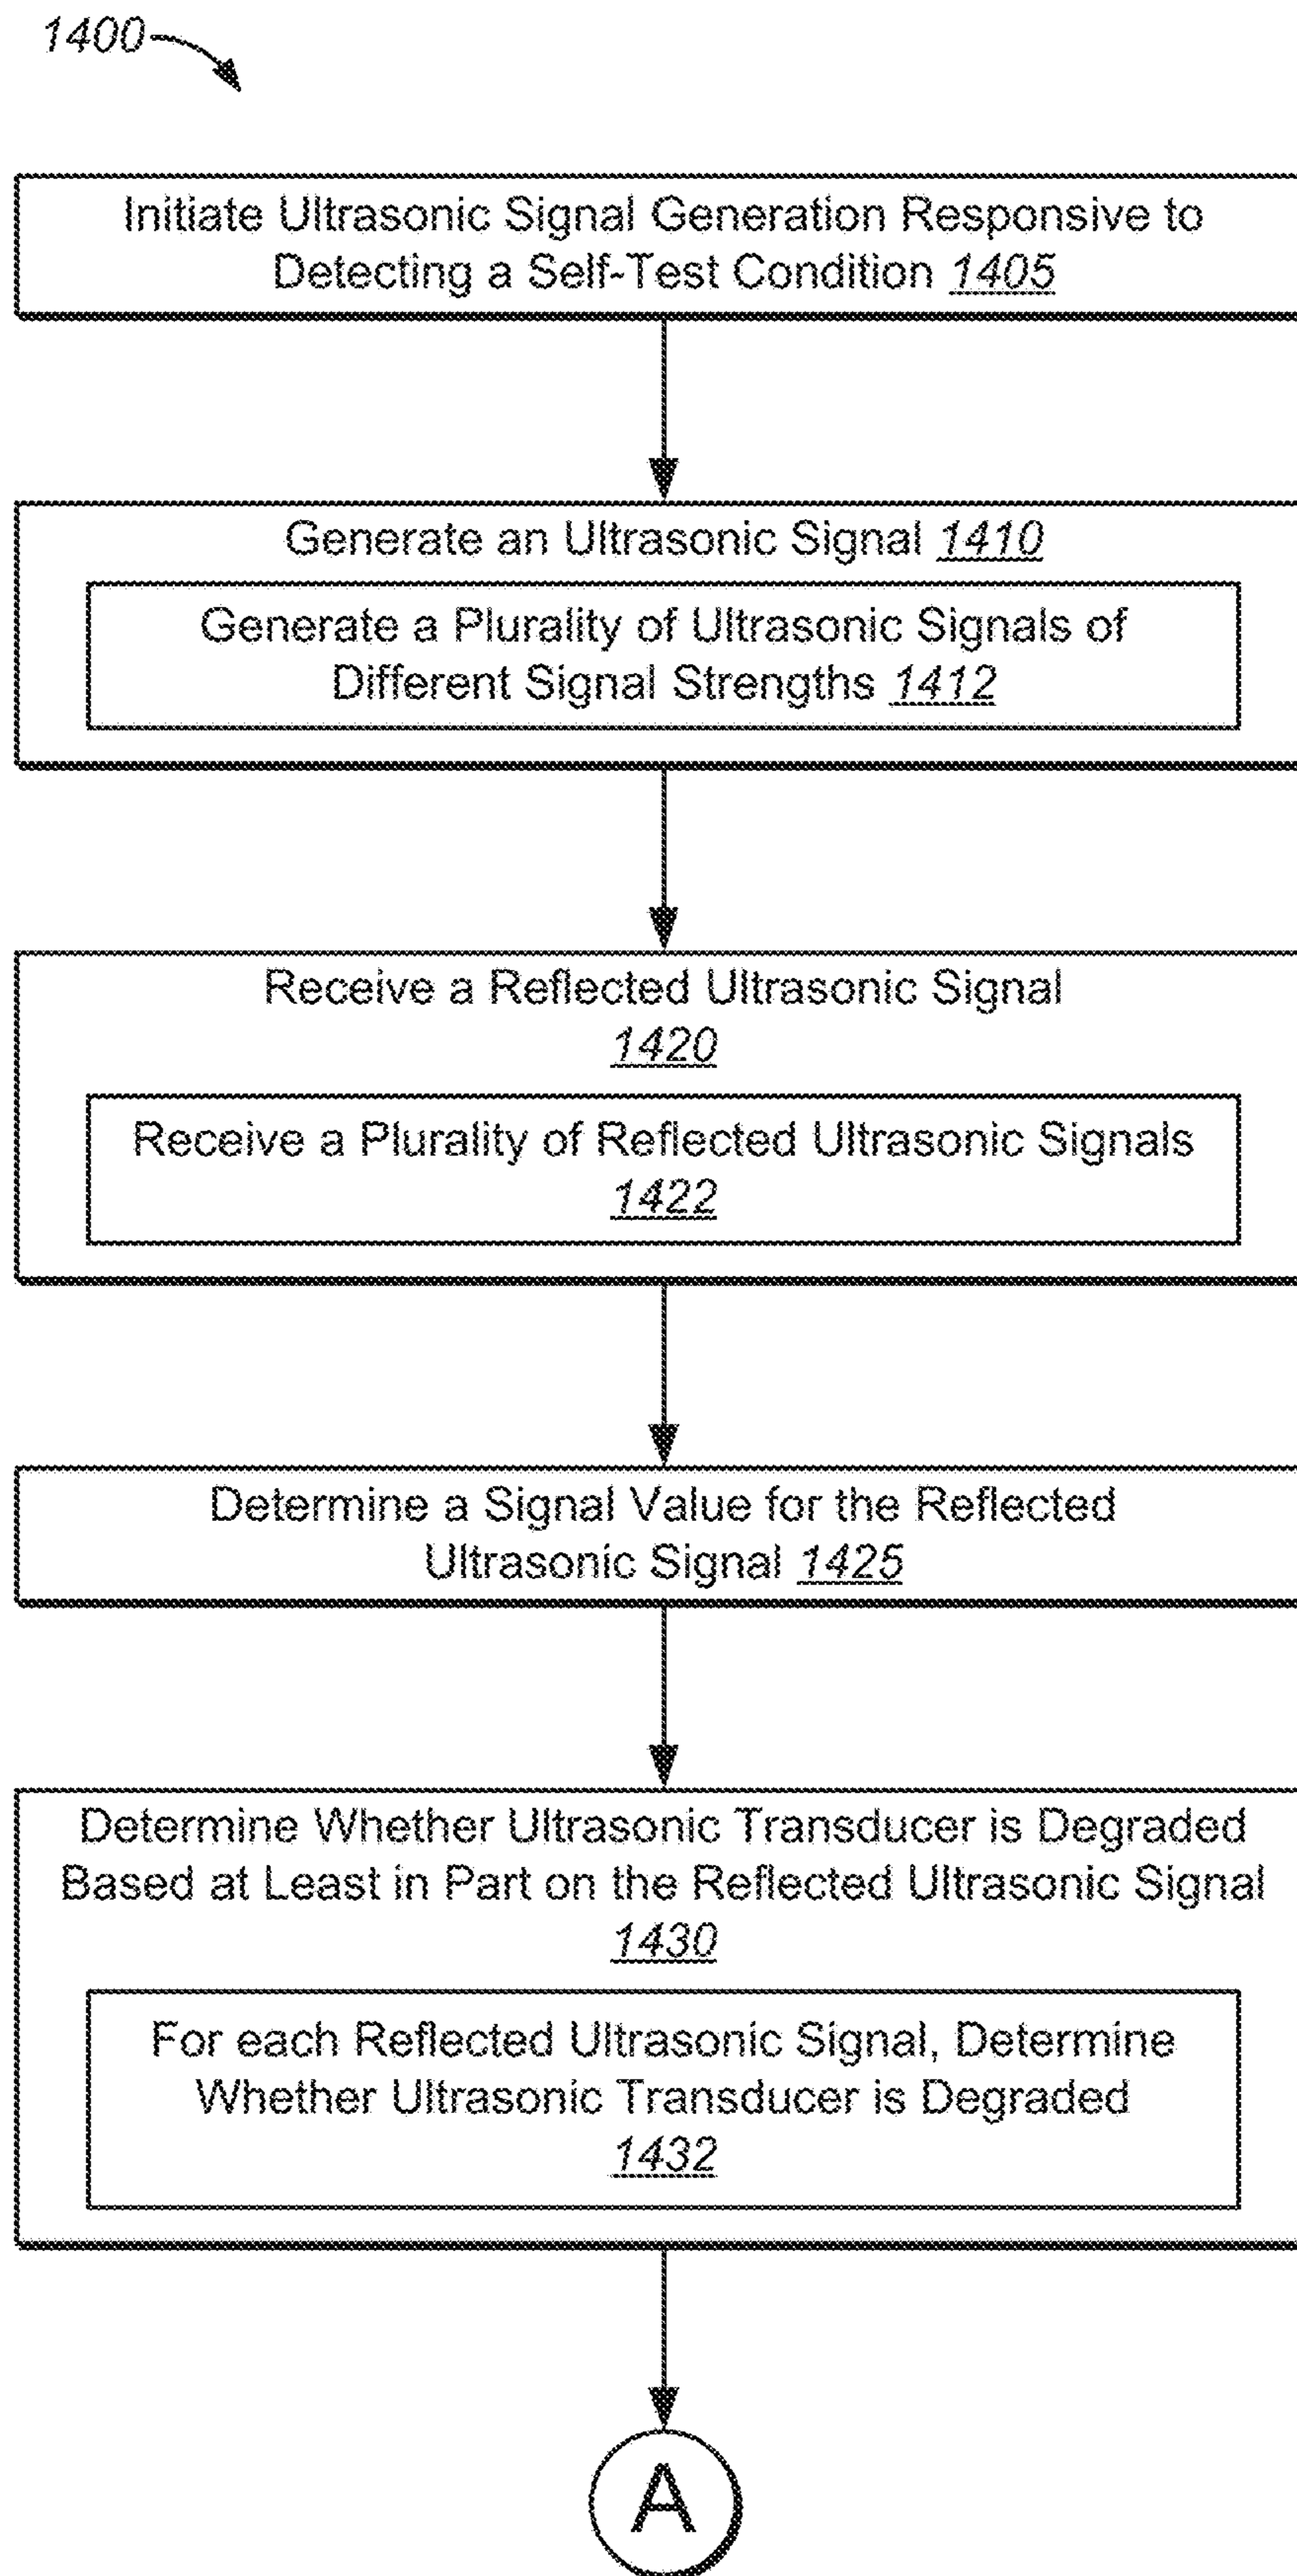 1400
Initiate Ultrasonic Signal Generation Responsive to
Detecting a Self-Test Condition 1405
Generate an Ultrasonic Signal 1410
Generate a Plurality of Ultrasonic Signals of
Different Signal Strengths 1412
Receive a Reflected Ultrasonic Signal
1420
Receive a Plurality of Reflected Ultrasonic Signals
1422
Determine a Signal Value for the Reflected
Ultrasonic Signal 1425
Determine Whether Ultrasonic Transducer is Degraded
Based at Least in Part on the Reflected Ultrasonic Signal
1430
For each Reflected Ultrasonic Signal, Determine
Whether Ultrasonic Transducer is Degraded
1432
A